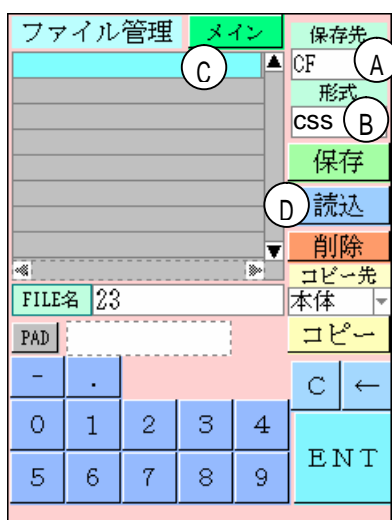 ファイル管理 メイン
保存先
CF A
C
形式
css B
保存
D 読込
削除
コピー先
FILE名 23 本体
PAD コピー
- . C ←
0 1 2 3 4
ENT
5 6 7 8 9